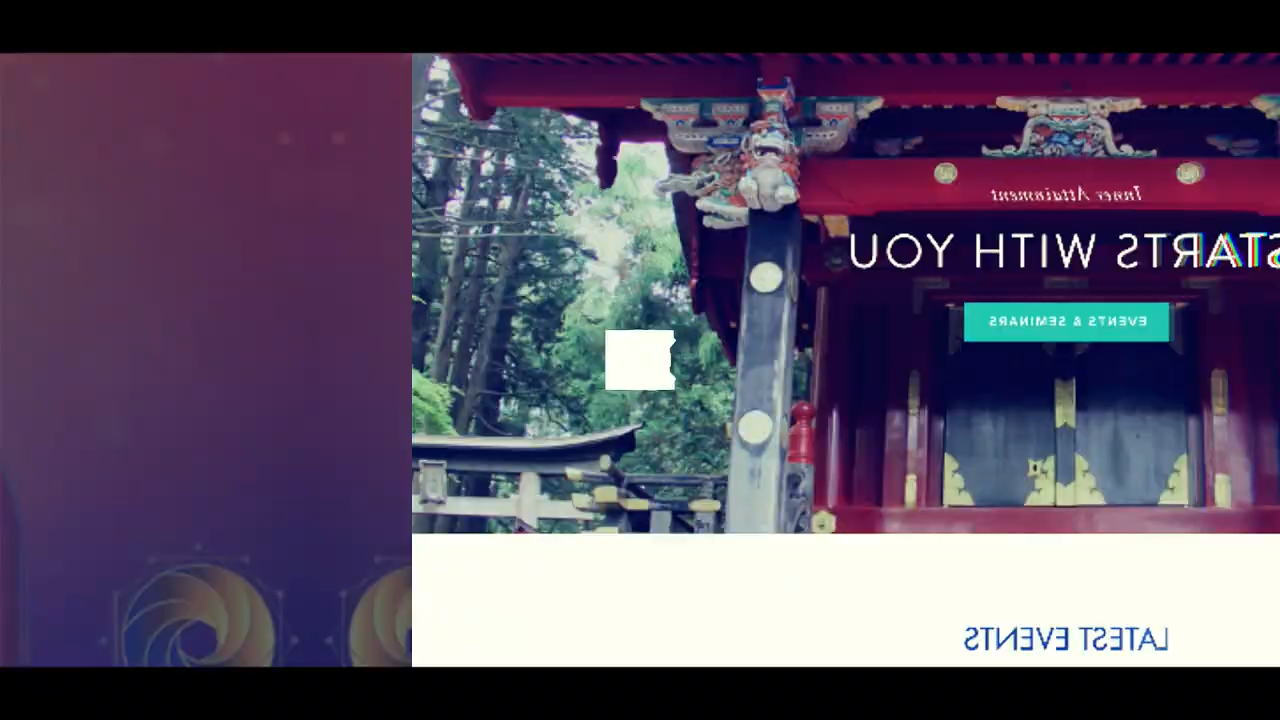 Inner Attainment
STARTS WITH YOU
EVENTS & SEMINARS
LATEST EVENTS